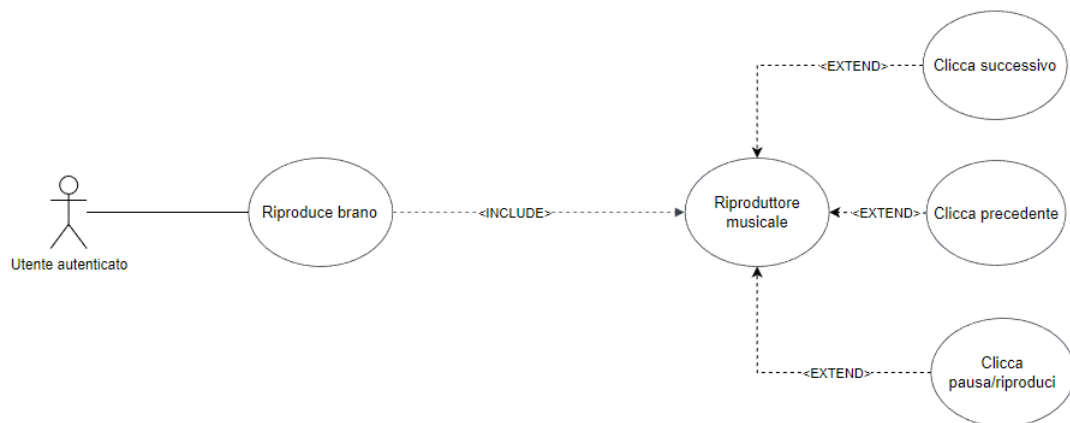 Clicca successivo
<EXTEND>
Utente autenticato
Riproduce brano
<INCLUDE>
Riproduttore
musicale
<EXTEND>
Clicca precedente
<EXTEND>
Clicca
pausa/riproduci